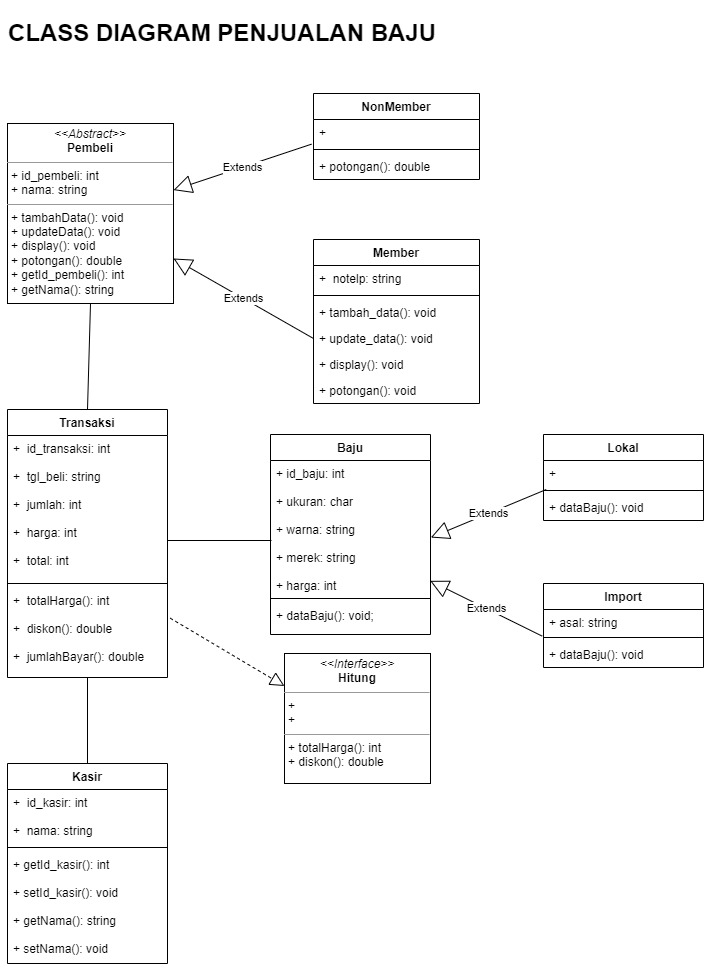 CLASS DIAGRAM PENJUALAN BAJU
<<Abstract>>
Pembeli
+ id_pembeli: int
+ nama: string
+ tambahData(): void
+ updateData(): void
+ display(): void
+ potongan(): double
+ getId_pembeli(): int
+ getNama(): string
Extends
NonMember
+
+ potongan(): double
Extends
Member
+ notelp: string
+ tambah_data(): void
+ update_data(): void
+ display(): void
+ potongan(): void
Transaksi
+ id_transaksi: int
+ tgl_beli: string
+ jumlah: int
+ harga: int
+ total: int
+ totalHarga(): int
+ diskon(): double
+ jumlahBayar(): double
Baju
+ id_baju: int
+ ukuran: char
+ warna: string
+ merek: string
+ harga: int
+ dataBaju(): void;
Extends
Lokal
+
+ dataBaju(): void
Extends
Import
+ asal: string
+ dataBaju(): void
<<Interface>>
Hitung
+
+
+ totalHarga(): int
+ diskon(): double
Kasir
+ id_kasir: int
+ nama: string
+ getId_kasir(): int
+ setId_kasir(): void
+ getNama(): string
+ setNama(): void